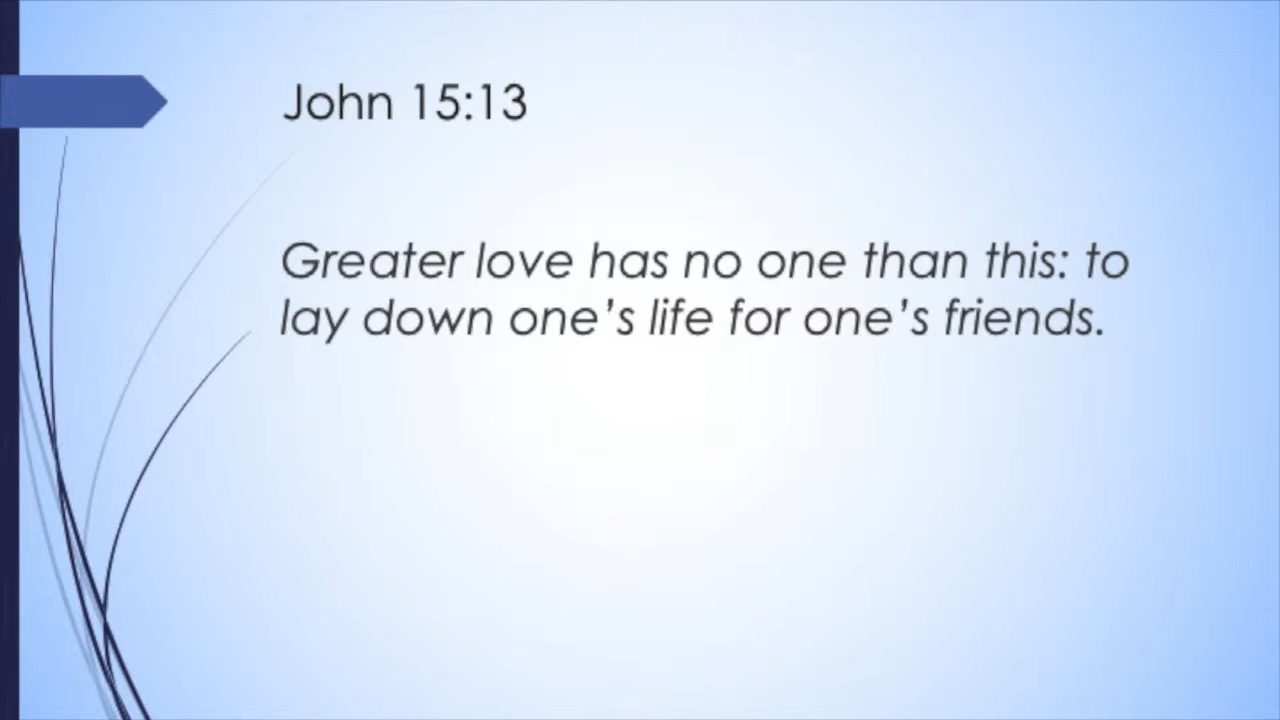 John 15:13
Greater love has no one than this: to
lay down one’s life for one’s friends.